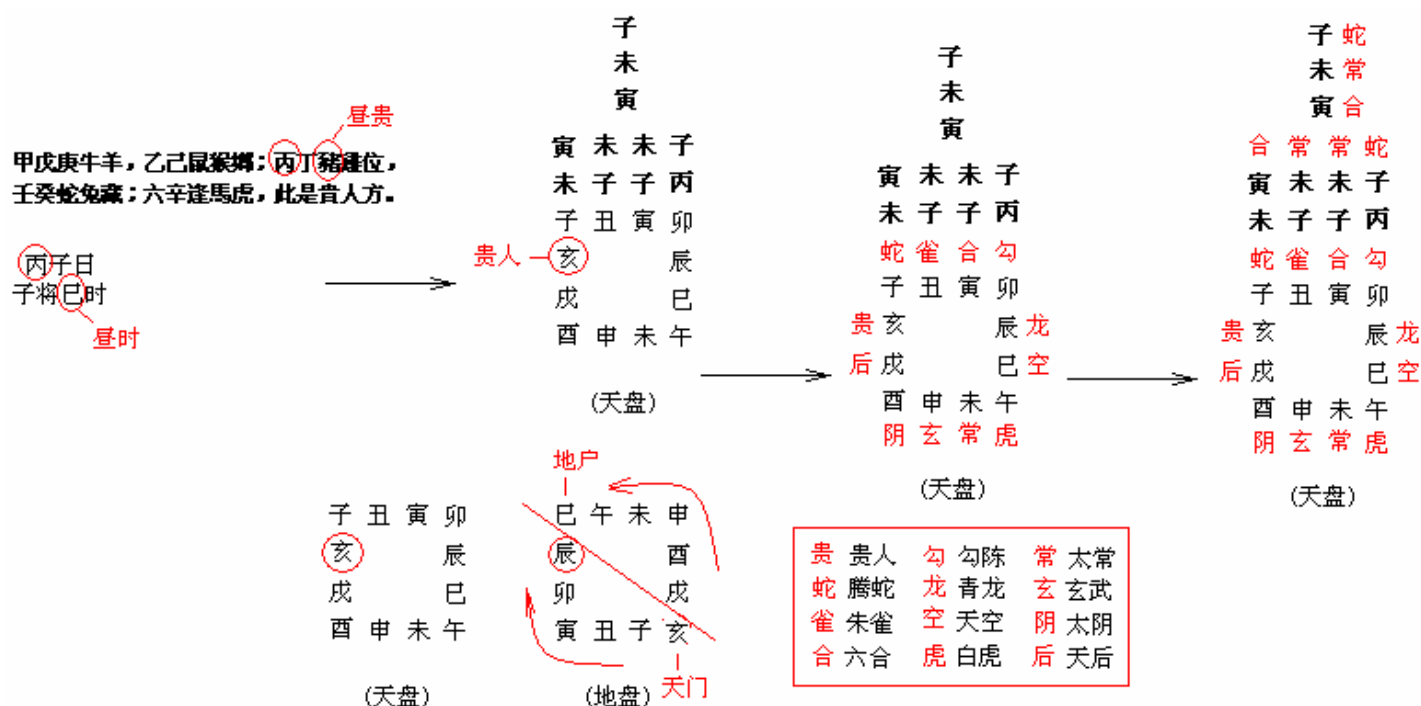 昼贵
甲戊庚牛羊，乙己鼠猴鄉；丙丁豬雞位，
壬癸蛇兔藏；六辛逢馬虎，此是貴人方。
丙子日
子将巳时
昼时
子
未
寅
寅 未 未 子
未 子 子 丙
子 丑 寅 卯
贵人 亥 辰
戌 巳
酉 申 未 午
(天盘)
子
未
寅
寅 未 未 子
未 子 子 丙
蛇 雀 合 勾
子 丑 寅 卯
贵 亥 辰 龙
后 戌 巳 空
酉 申 未 午
阴 玄 常 虎
(天盘)
子 蛇
未 常
寅 合
合 常 常 蛇
寅 未 未 子
未 子 子 丙
蛇 雀 合 勾
子 丑 寅 卯
贵 亥 辰 龙
后 戌 巳 空
酉 申 未 午
阴 玄 常 虎
(天盘)
子 丑 寅 卯
亥 辰
戌 巳
酉 申 未 午
(天盘)
地户
巳 午 未 申
辰 酉
卯 戌
寅 丑 子 亥
天门
(地盘)
贵 贵人 勾 勾陈 常 太常
蛇 腾蛇 龙 青龙 玄 玄武
雀 朱雀 空 天空 阴 太阴
合 六合 虎 白虎 后 天后